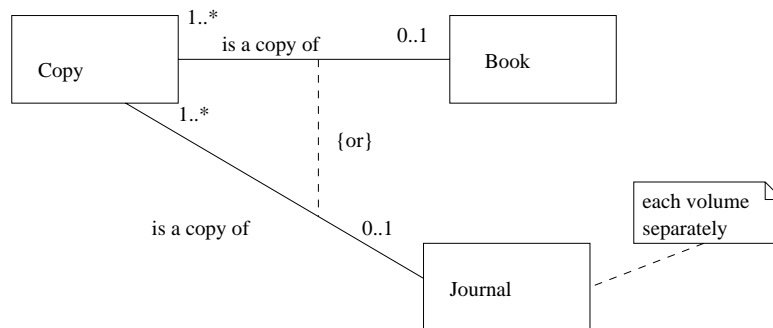 1..*
is a copy of
0..1
Copy
Book
1..*
{or}
each volume
separately
is a copy of
0..1
Journal